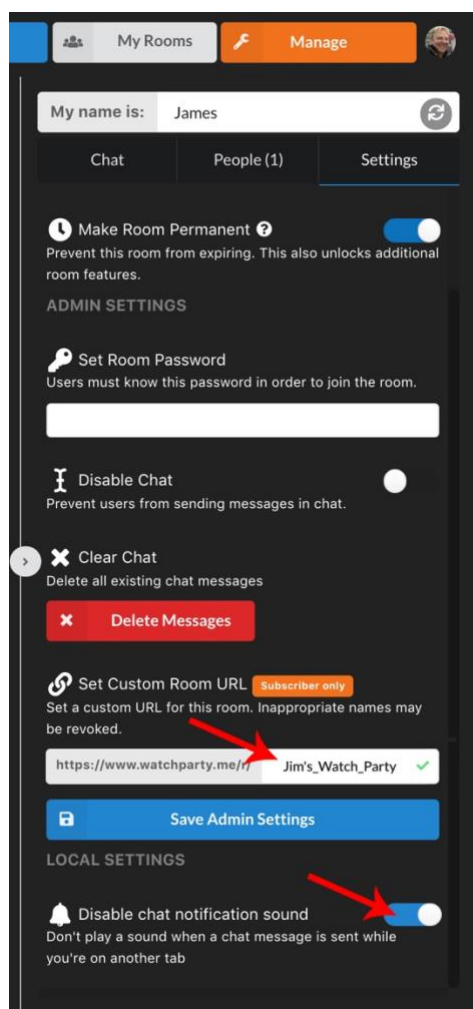 My Rooms
Manage
My name is: James
Chat People (1) Settings
Make Room Permanent
Prevent this room from expiring. This also unlocks additional
room features.
ADMIN SETTINGS
Set Room Password
Users must know this password in order to join the room.
Disable Chat
Prevent users from sending messages in chat.
Clear Chat
Delete all existing chat messages
Delete Messages
Set Custom Room URL Subscriber only
Set a custom URL for this room. Inappropriate names may
be revoked.
https://www.watchparty.me/r/ Jim's_Watch_Party
Save Admin Settings
LOCAL SETTINGS
Disable chat notification sound
Don't play a sound when a chat message is sent while
you're on another tab